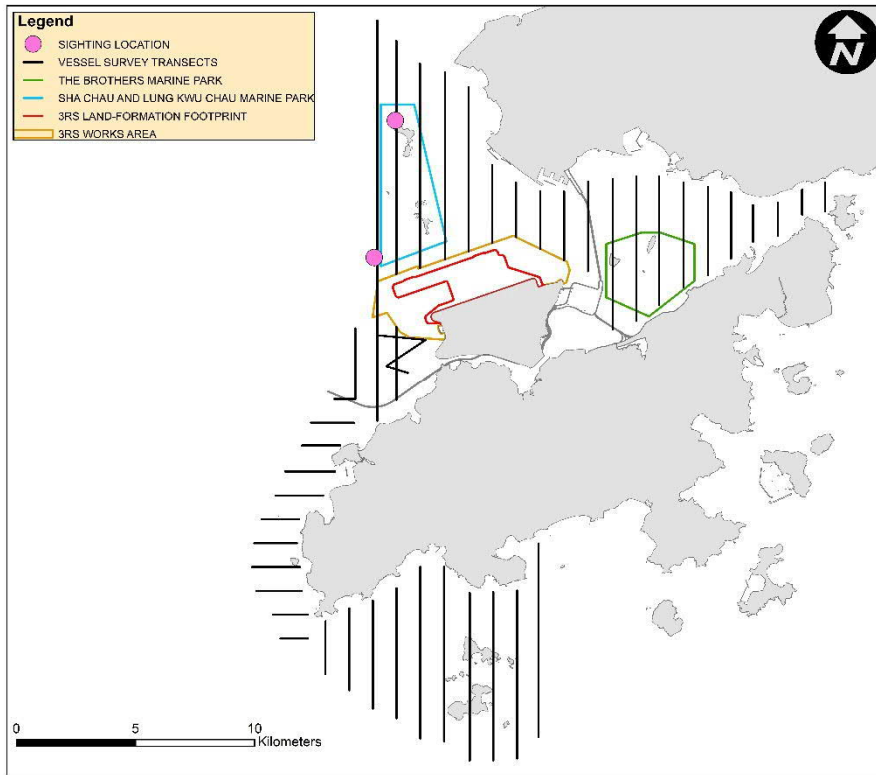 Legend
SIGHTING LOCATION
VESSEL SURVEY TRANSECTS
THE BROTHERS MARINE PARK
SHA CHAU AND LUNG KWU CHAU MARINE PARK
3RS LAND-FORMATION FOOTPRINT
3RS WORKS AREA
N
0 5 10
Kilometers